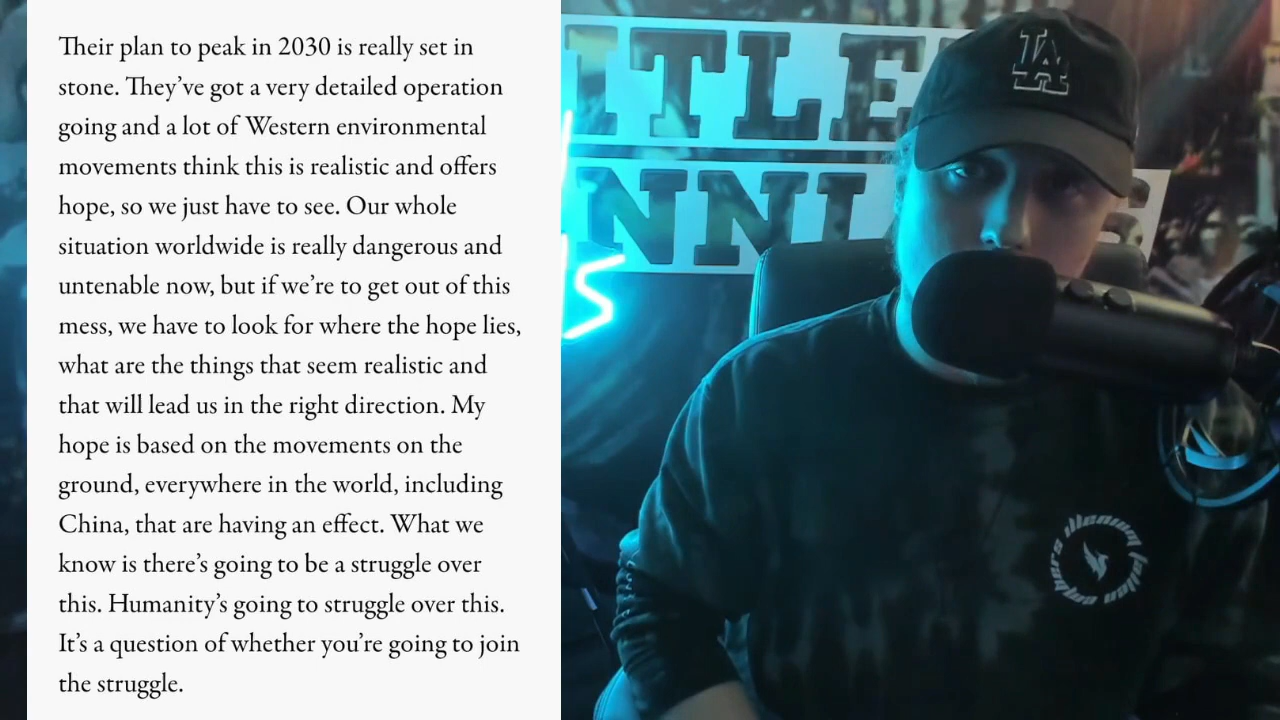 Their plan to peak in 2030 is really set in
stone. They've got a very detailed operation
going and a lot of Western environmental
movements think this is realistic and offers
hope, so we just have to see. Our whole
situation worldwide is really dangerous and
untenable now, but if we're to get out of this
mess, we have to look for where the hope lies,
what are the things that seem realistic and
that will lead us in the right direction. My
hope is based on the movements on the
ground, everywhere in the world, including
China, that are having an effect. What we
know is there's going to be a struggle over
this. Humanity's going to struggle over this.
It's a question of whether you're going to join
the struggle.
LA